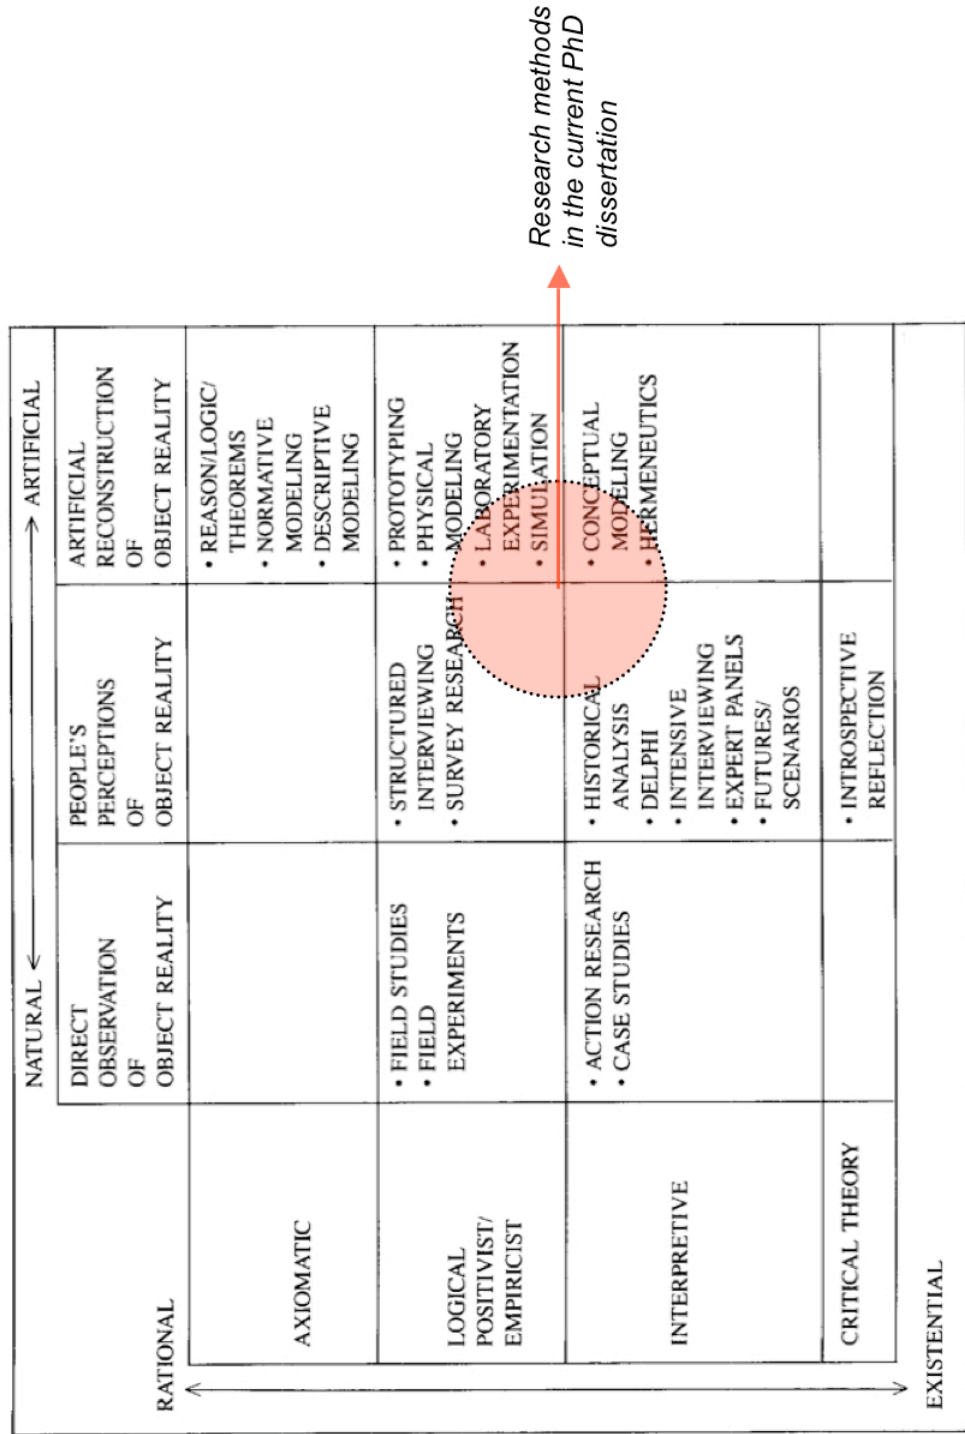 NATURAL ARTIFICIAL
RATIONAL
DIRECT
OBSERVATION
OF
OBJECT REALITY
PEOPLE'S
PERCEPTIONS
OF
OBJECT REALITY
ARTIFICIAL
RECONSTRUCTION
OF
OBJECT REALITY
AXIOMATIC
• REASON/LOGIC/
THEOREMS
• NORMATIVE
MODELING
• DESCRIPTIVE
MODELING
LOGICAL
POSITIVIST/
EMPIRICIST
• FIELD STUDIES
• FIELD
EXPERIMENTS
• STRUCTURED
INTERVIEWING
• SURVEY RESEARCH
• PROTOTYPING
• PHYSICAL
MODELING
• LABORATORY
EXPERIMENTATION
• SIMULATION
INTERPRETIVE
• ACTION RESEARCH
• CASE STUDIES
• HISTORICAL
ANALYSIS
• DELPHI
• INTENSIVE
INTERVIEWING
• EXPERT PANELS
• FUTURES/
SCENARIOS
• CONCEPTUAL
MODELING
• HERMENEUTICS
CRITICAL THEORY
• INTROSPECTIVE
REFLECTION
EXISTENTIAL
Research methods
in the current PhD
dissertation